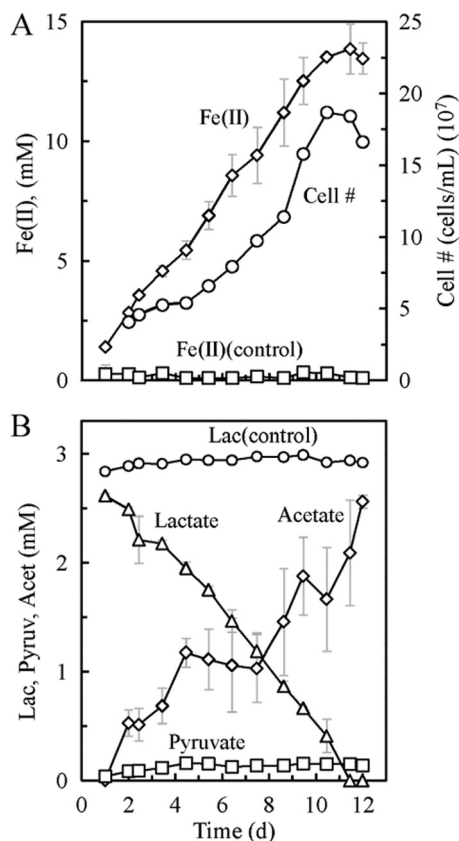 A
15
10
5
0
Fe(II), (mM)
Fe(II)
Cell #
Fe(II)(control)
25
20
15
10
5
0
Cell # (cells/mL) (10⁷)
B
3
2
1
0
Lac, Pyruv, Acet (mM)
Lac(control)
Lactate
Acetate
Pyruvate
0 2 4 6 8 10 12
Time (d)